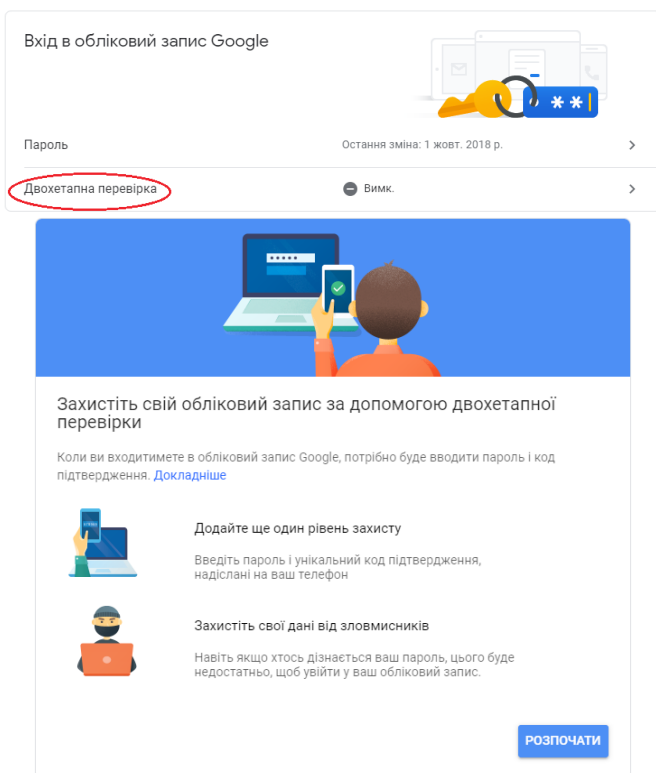 Вхід в обліковий запис Google
Пароль
Остання зміна: 1 жовт. 2018 р.
Двохетапна перевірка
Вимк.
Захистіть свій обліковий запис за допомогою двохетапної
перевірки
Коли ви входитимете в обліковий запис Google, потрібно буде вводити пароль і код
підтвердження. Докладніше
Додайте ще один рівень захисту
Введіть пароль і унікальний код підтвердження,
надіслані на ваш телефон
Захистіть свої дані від зловмисників
Навіть якщо хтось дізнається ваш пароль, цього буде
недостатньо, щоб увійти у ваш обліковий запис.
РОЗПОЧАТИ